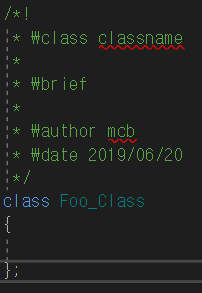 /*!
* ₩class classname
*
* ₩brief
*
* ₩author mcb
* ₩date 2019/06/20
*/
class Foo_Class
{
};